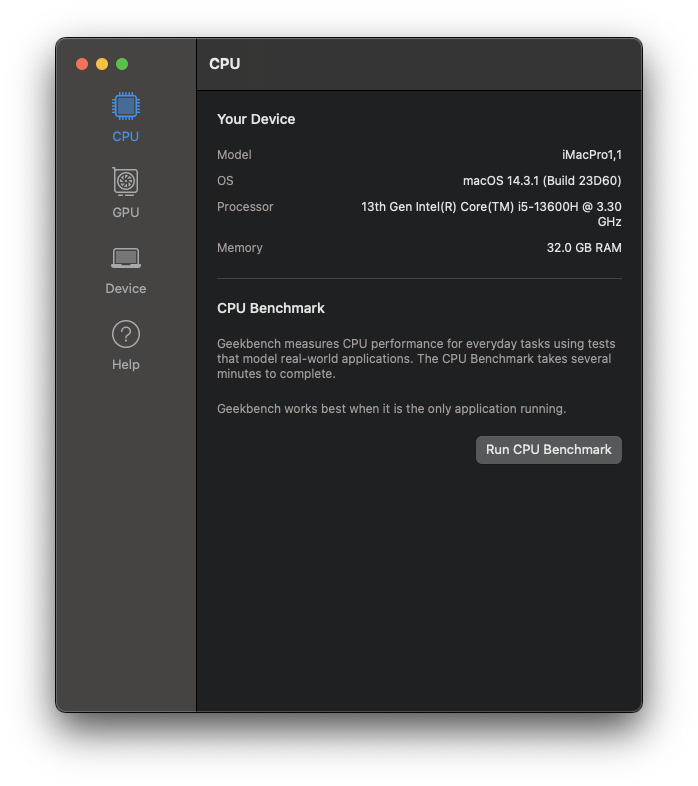 CPU
CPU
GPU
Device
Help
Your Device
Model iMacPro1,1
OS macOS 14.3.1 (Build 23D60)
Processor 13th Gen Intel(R) Core(TM) i5-13600H @ 3.30
GHz
Memory 32.0 GB RAM
CPU Benchmark
Geekbench measures CPU performance for everyday tasks using tests
that model real-world applications. The CPU Benchmark takes several
minutes to complete.
Geekbench works best when it is the only application running.
Run CPU Benchmark